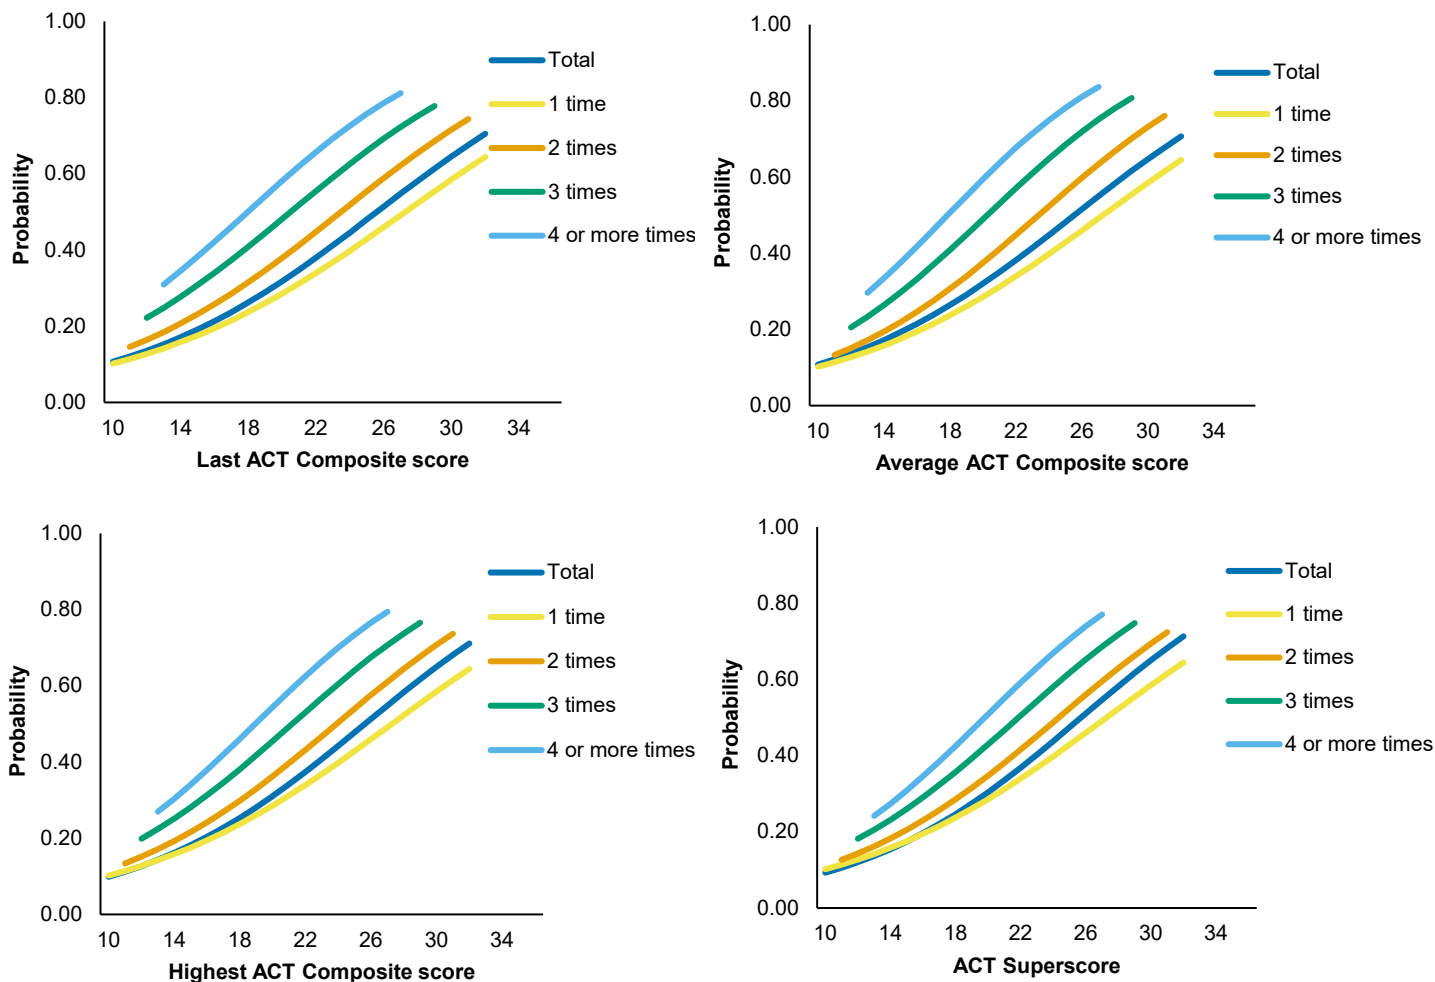 1.00
0.80
0.60
0.40
0.20
0.00
Probability
10 14 18 22 26 30 34
Last ACT Composite score
Total
1 time
2 times
3 times
4 or more times
1.00
0.80
0.60
0.40
0.20
0.00
Probability
10 14 18 22 26 30 34
Average ACT Composite score
Total
1 time
2 times
3 times
4 or more times
1.00
0.80
0.60
0.40
0.20
0.00
Probability
10 14 18 22 26 30 34
Highest ACT Composite score
Total
1 time
2 times
3 times
4 or more times
1.00
0.80
0.60
0.40
0.20
0.00
Probability
10 14 18 22 26 30 34
ACT Superscore
Total
1 time
2 times
3 times
4 or more times